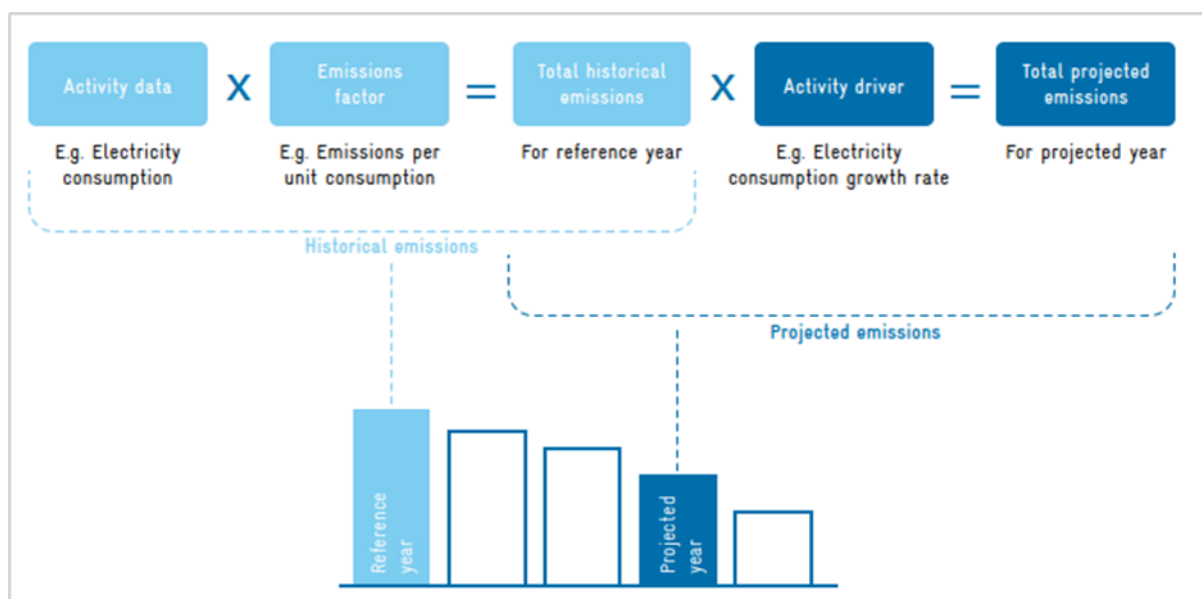 Activity data
X
Emissions
factor
=
Total historical
emissions
X
Activity driver
=
Total projected
emissions
E.g. Electricity
consumption
E.g. Emissions per
unit consumption
For reference year
E.g. Electricity
consumption growth rate
For projected year
Historical emissions
Projected emissions
Reference
year
Projected
year